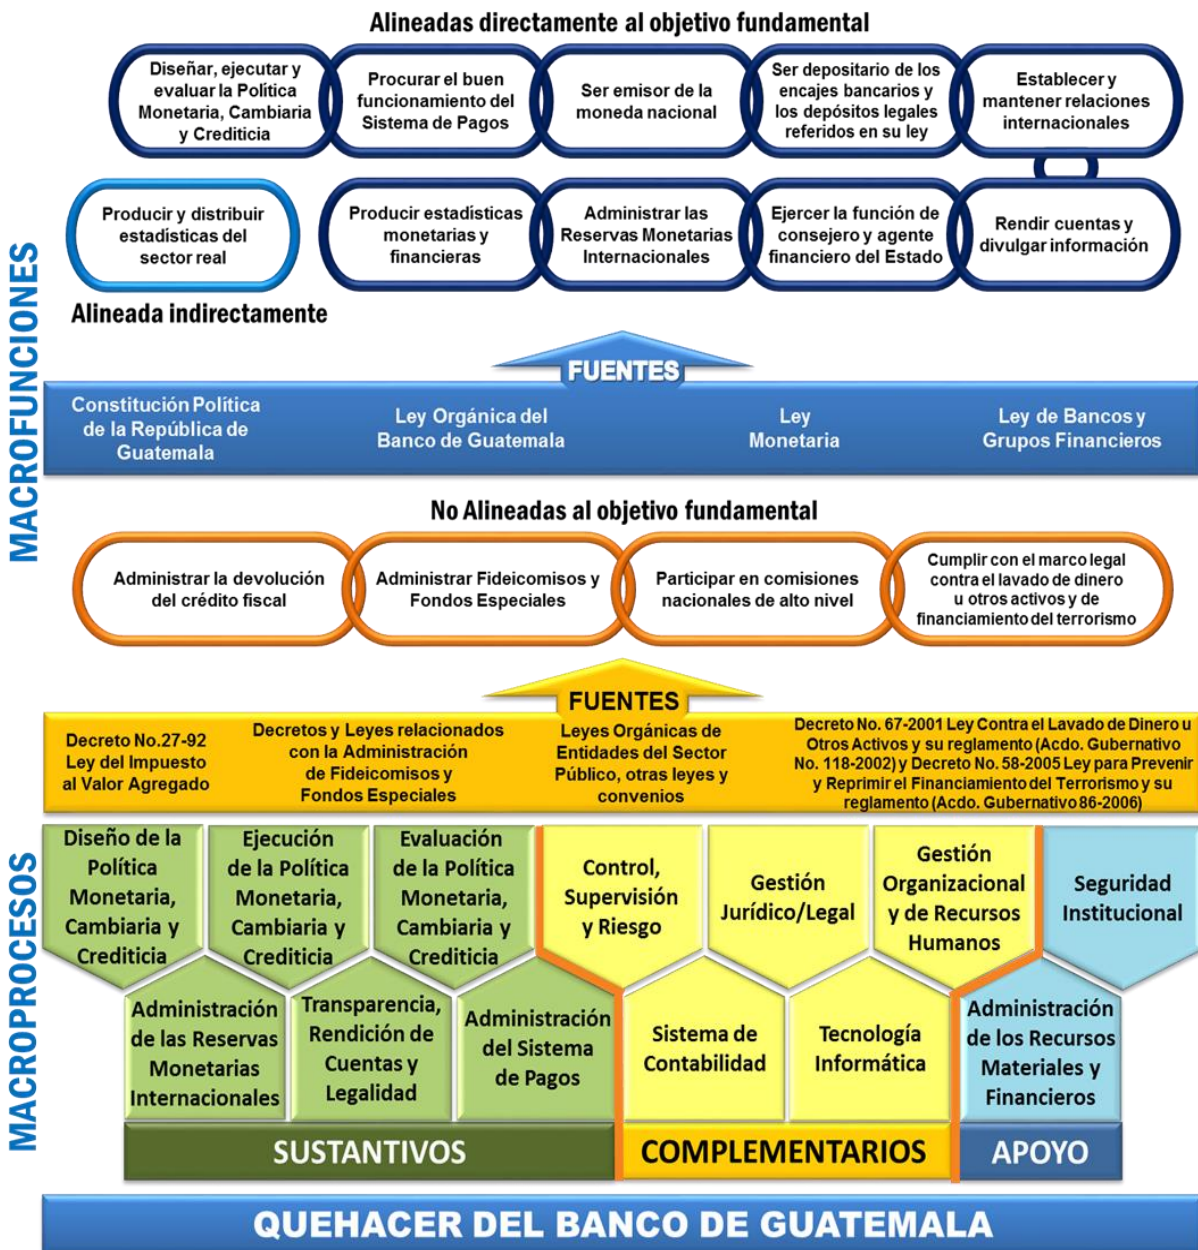 Alineadas directamente al objetivo fundamental
Diseñar, ejecutar y
evaluar la Política
Monetaria, Cambiaria
y Crediticia
Procurar el buen
funcionamiento del
Sistema de Pagos
Ser emisor de la
moneda nacional
Ser depositario de los
encajes bancarios y
los depósitos legales
referidos en su ley
Establecer y
mantener relaciones
internacionales
Producir y distribuir
estadísticas del
sector real
Producir estadísticas
monetarias y
financieras
Administrar las
Reservas Monetarias
Internacionales
Ejercer la función de
consejero y agente
financiero del Estado
Rendir cuentas y
divulgar información
Alineada indirectamente
MACROFUNCIONES
FUENTES
Constitución Política
de la República de
Guatemala
Ley Orgánica del
Banco de Guatemala
Ley
Monetaria
Ley de Bancos y
Grupos Financieros
No Alineadas al objetivo fundamental
Administrar la devolución
del crédito fiscal
Administrar Fideicomisos y
Fondos Especiales
Participar en comisiones
nacionales de alto nivel
Cumplir con el marco legal
contra el lavado de dinero
u otros activos y de
financiamiento del terrorismo
FUENTES
Decreto No.27-92
Ley del Impuesto
al Valor Agregado
Decretos y Leyes relacionados
con la Administración
de Fideicomisos y
Fondos Especiales
Leyes Orgánicas de
Entidades del Sector
Público, otras leyes y
convenios
Decreto No. 67-2001 Ley Contra el Lavado de Dinero u
Otros Activos y su reglamento (Acdo. Gubernativo
No. 118-2002) y Decreto No. 58-2005 Ley para Prevenir
y Reprimir el Financiamiento del Terrorismo y su
reglamento (Acdo. Gubernativo 86-2006)
MACROPROCESOS
Diseño de la
Política
Monetaria,
Cambiaria y
Crediticia
Ejecución
de la Política
Monetaria,
Cambiaria y
Crediticia
Evaluación
de la Política
Monetaria,
Cambiaria y
Crediticia
Control,
Supervisión
y Riesgo
Gestión
Jurídico/Legal
Gestión
Organizacional
y de Recursos
Humanos
Seguridad
Institucional
Administración
de las Reservas
Monetarias
Internacionales
Transparencia,
Rendición de
Cuentas y
Legalidad
Administración
del Sistema
de Pagos
Sistema de
Contabilidad
Tecnología
Informática
Administración
de los Recursos
Materiales y
Financieros
SUSTANTIVOS
COMPLEMENTARIOS
APOYO
QUEHACER DEL BANCO DE GUATEMALA